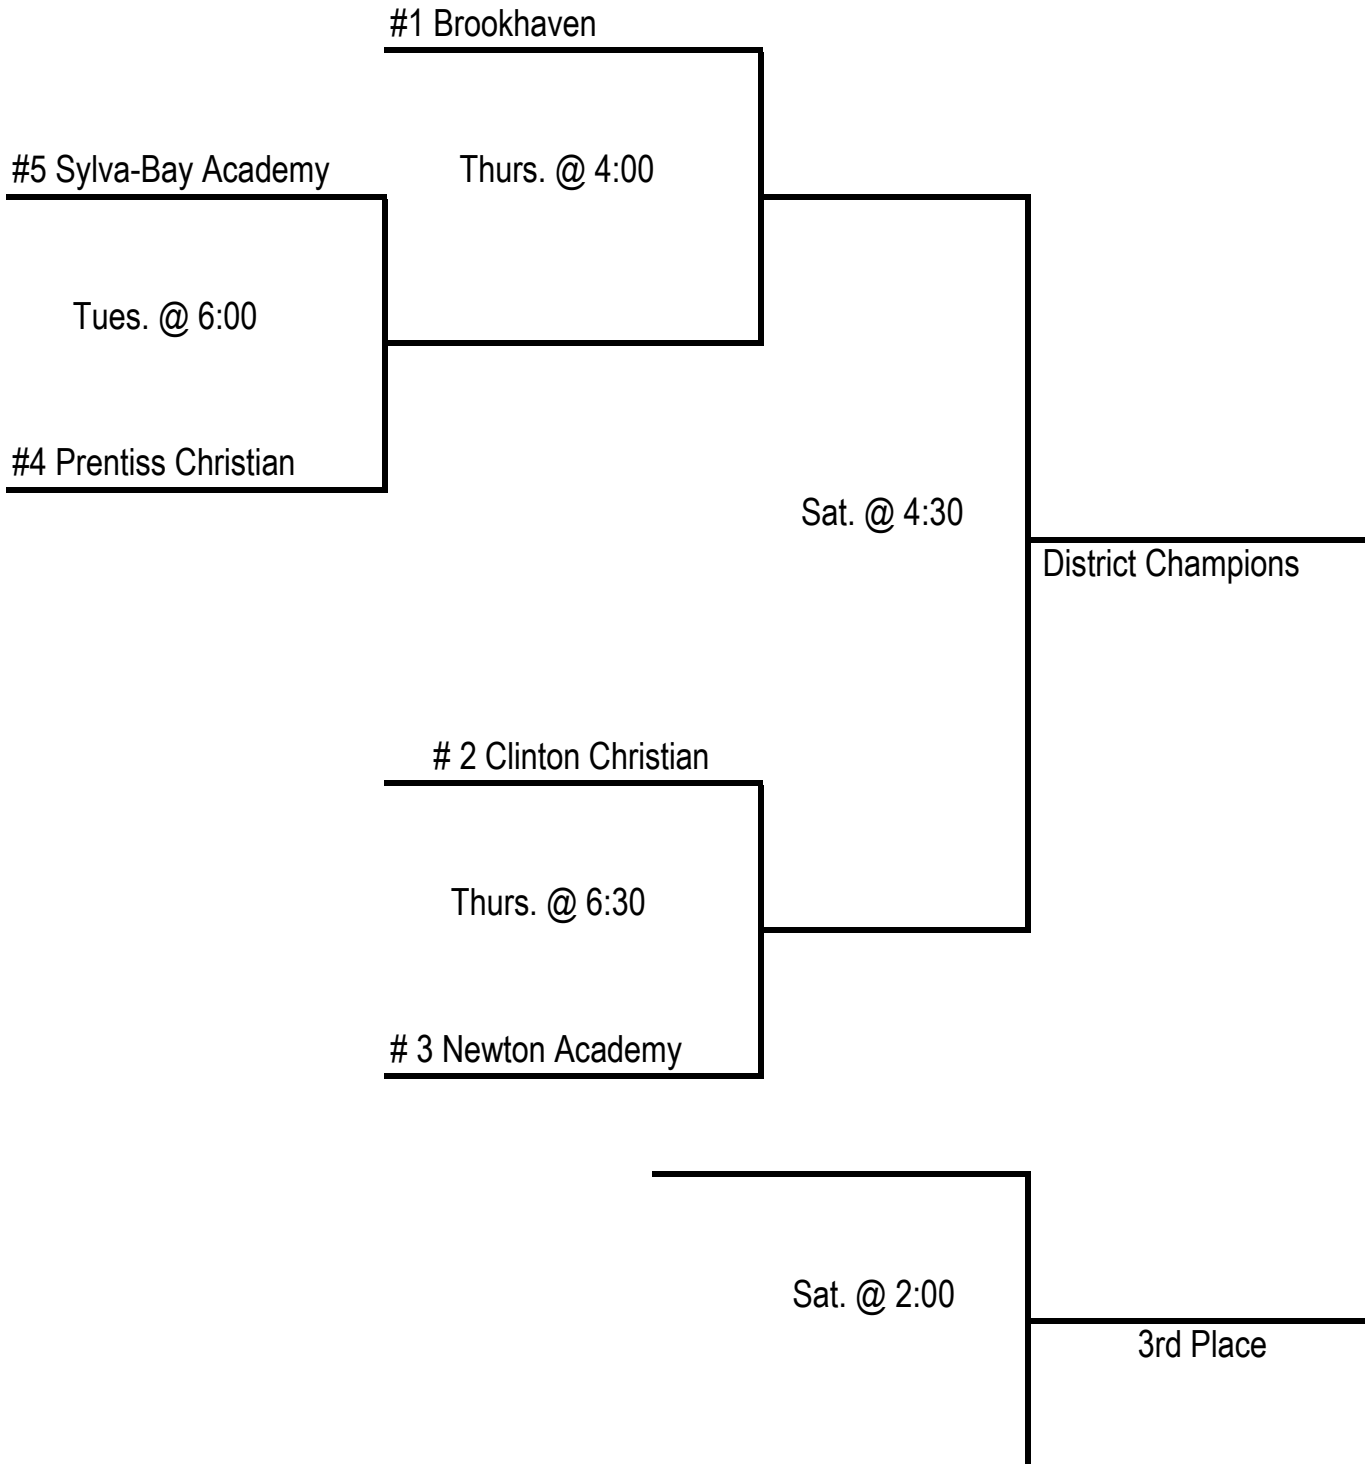 #1 Brookhaven
#5 Sylva-Bay Academy
Thurs. @ 4:00
Tues. @ 6:00
#4 Prentiss Christian
Sat. @ 4:30
District Champions
# 2 Clinton Christian
Thurs. @ 6:30
# 3 Newton Academy
Sat. @ 2:00
3rd Place